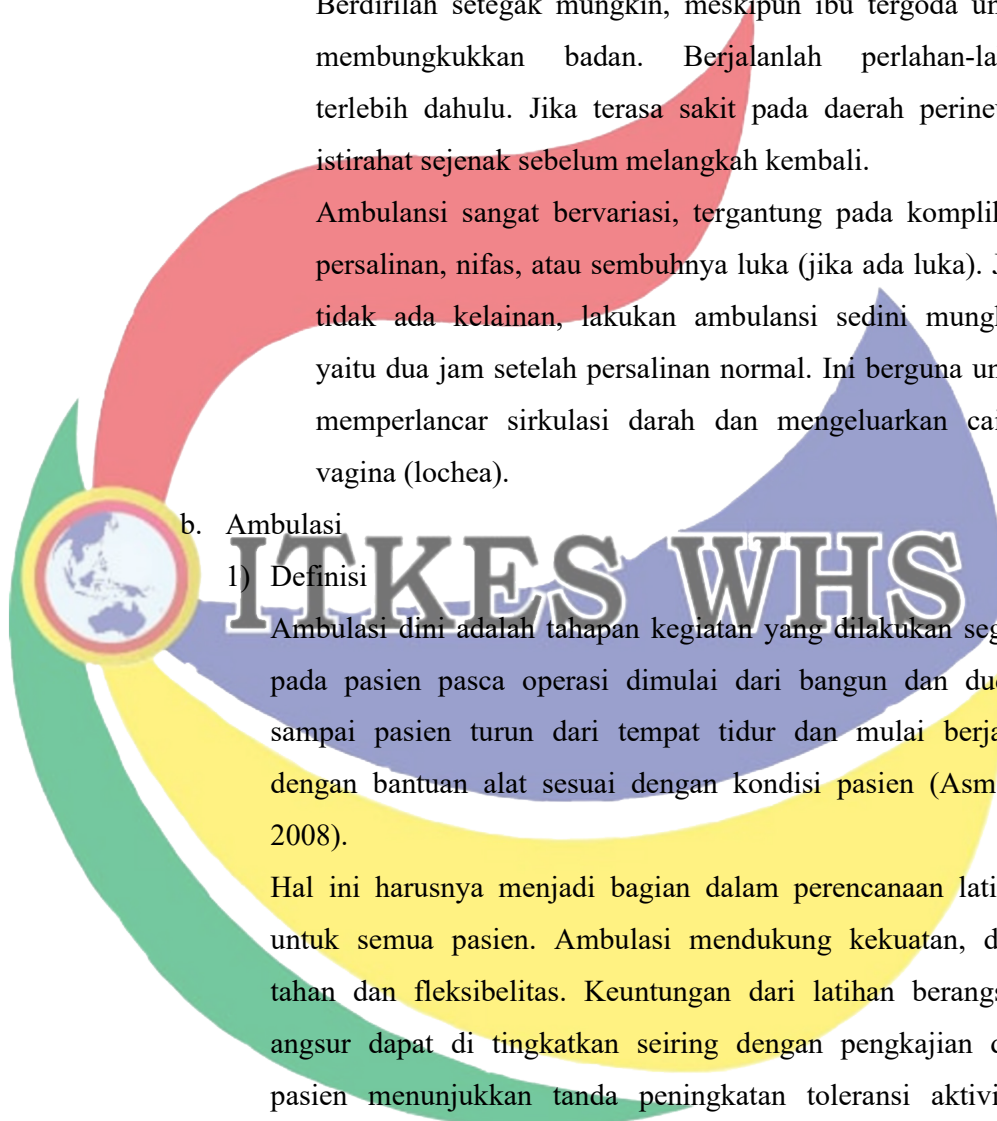 Berdirilah setegak mungkin, meskipun ibu tergoda un
membungkukkan badan. Berjalanlah perlahan-la
terlebih dahulu. Jika terasa sakit pada daerah perine
istirahat sejenak sebelum melangkah kembali.
Ambulansi sangat bervariasi, tergantung pada kompli
persalinan, nifas, atau sembuhnya luka (jika ada luka). J
tidak ada kelainan, lakukan ambulansi sedini mungk
yaitu dua jam setelah persalinan normal. Ini berguna un
memperlancar sirkulasi darah dan mengeluarkan cai
vagina (lochea).
b. Ambulasi
ITKES WHS
1) Definisi
Ambulasi dini adalah tahapan kegiatan yang dilakukan seg
pada pasien pasca operasi dimulai dari bangun dan du
sampai pasien turun dari tempat tidur dan mulai berja
dengan bantuan alat sesuai dengan kondisi pasien (Asm
2008).
Hal ini harusnya menjadi bagian dalam perencanaan lati
untuk semua pasien. Ambulasi mendukung kekuatan, d
tahan dan fleksibelitas. Keuntungan dari latihan berangs
angsur dapat di tingkatkan seiring dengan pengkajian d
pasien menunjukkan tanda peningkatan toleransi aktivi